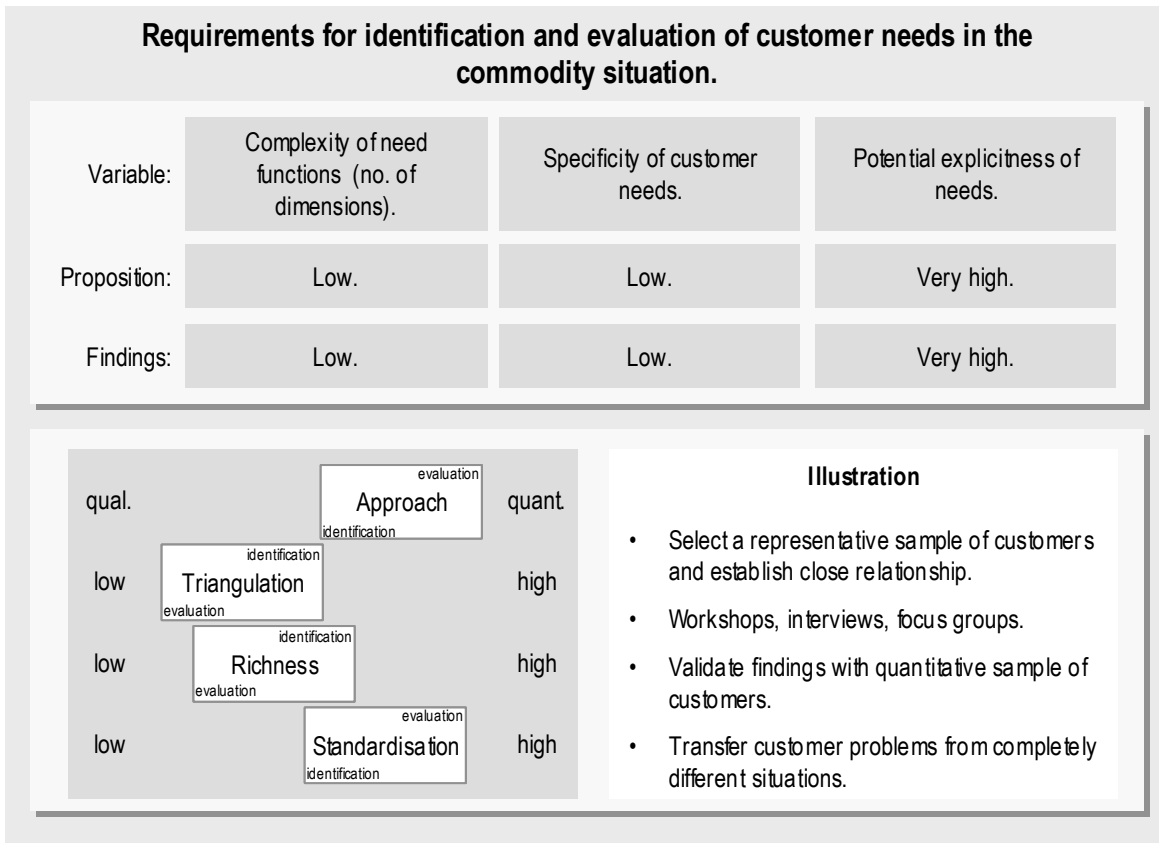 Requirements for identification and evaluation of customer needs in the
commodity situation.
Variable:
Complexity of need
functions (no. of
dimensions).
Specificity of customer
needs.
Potential explicitness of
needs.
Proposition:
Low.
Low.
Very high.
Findings:
Low.
Low.
Very high.
qual.
evaluation
Approach
identification
quant.
low
identification
Triangulation
evaluation
high
low
identification
Richness
evaluation
high
low
evaluation
Standardisation
identification
high
Illustration
• Select a representative sample of customers
and establish close relationship.
• Workshops, interviews, focus groups.
• Validate findings with quantitative sample of
customers.
• Transfer customer problems from completely
different situations.